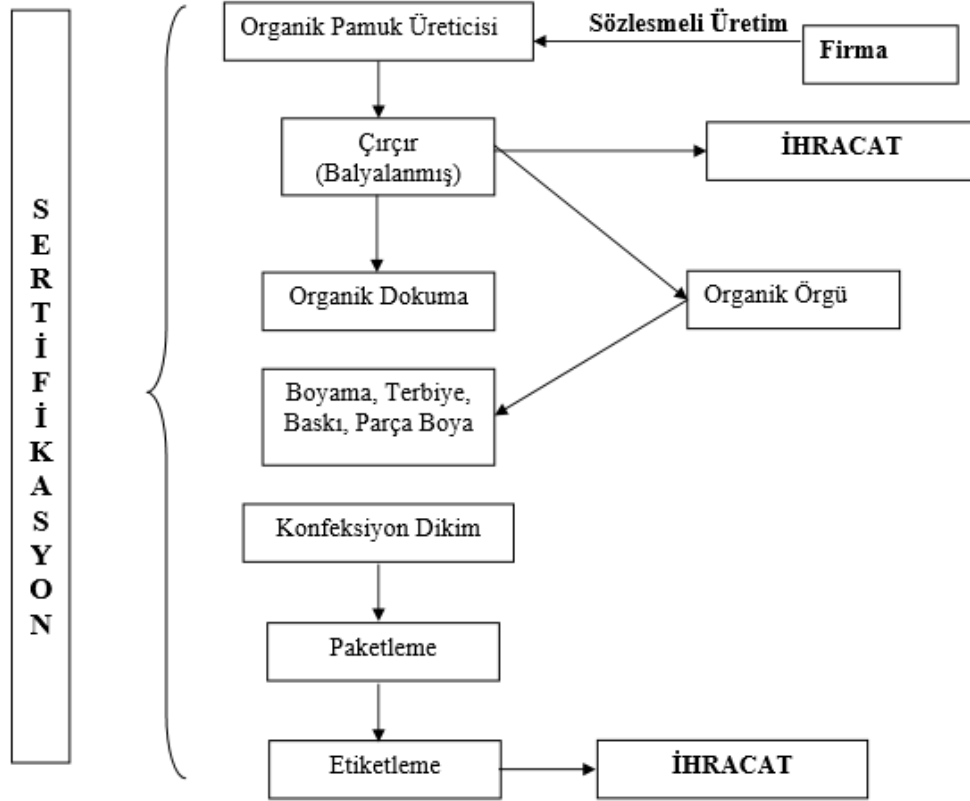 Organik Pamuk Üreticisi
Sözlesmeli Üretim
Firma
Çırçır
(Balyalanmış)
İHRACAT
SERTİFİKASYON
Organik Dokuma
Organik Örgü
Boyama, Terbiye,
Baskı, Parça Boya
Konfeksiyon Dikim
Paketleme
Etiketleme
İHRACAT